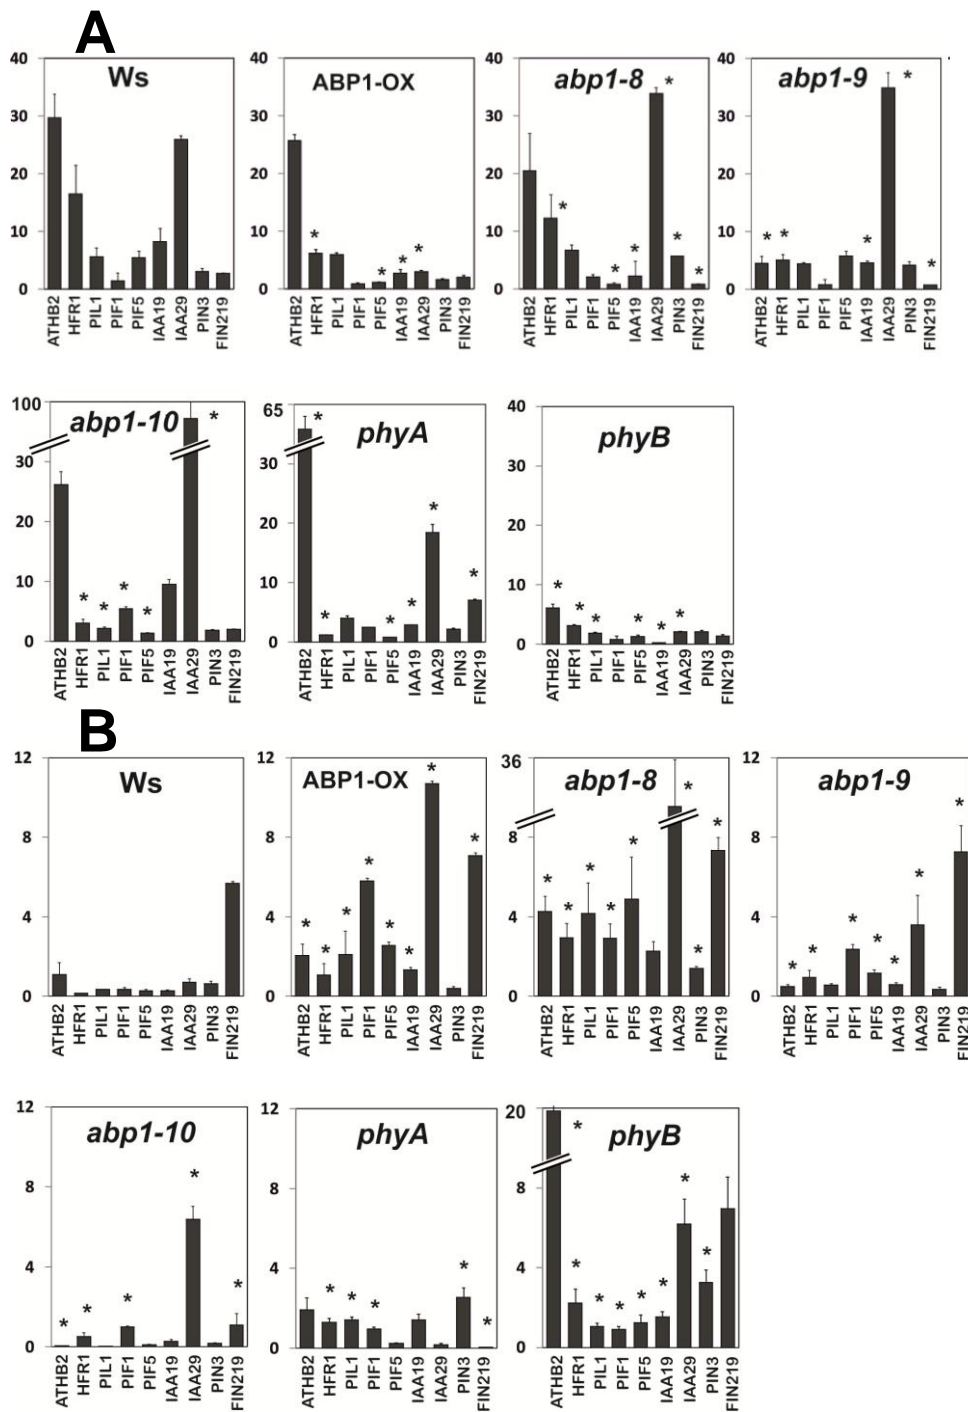 A
Ws
40
30
20
10
0
ATHB2 HFR1 PIL1 PIF1 PIF5 IAA19 IAA29 PIN3 FIN219
ABP1-OX
40
30
20
10
0
* * * *
ATHB2 HFR1 PIL1 PIF1 PIF5 IAA19 IAA29 PIN3 FIN219
abp1-8
40
30
20
10
0
* * * * * *
ATHB2 HFR1 PIL1 PIF1 PIF5 IAA19 IAA29 PIN3 FIN219
abp1-9
40
30
20
10
0
* * * * *
ATHB2 HFR1 PIL1 PIF1 PIF5 IAA19 IAA29 PIN3 FIN219
abp1-10
100
30
20
10
0
* * * * *
ATHB2 HFR1 PIL1 PIF1 PIF5 IAA19 IAA29 PIN3 FIN219
phyA
65
30
20
10
0
* * * * * *
ATHB2 HFR1 PIL1 PIF1 PIF5 IAA19 IAA29 PIN3 FIN219
phyB
40
30
20
10
0
* * * * * *
ATHB2 HFR1 PIL1 PIF1 PIF5 IAA19 IAA29 PIN3 FIN219
B
Ws
12
8
4
0
ATHB2 HFR1 PIL1 PIF1 PIF5 IAA19 IAA29 PIN3 FIN219
ABP1-OX
12
8
4
0
* * * * * * * *
ATHB2 HFR1 PIL1 PIF1 PIF5 IAA19 IAA29 PIN3 FIN219
abp1-8
36
8
4
0
* * * * * * * *
ATHB2 HFR1 PIL1 PIF1 PIF5 IAA19 IAA29 PIN3 FIN219
abp1-9
12
8
4
0
* * * * * * *
ATHB2 HFR1 PIL1 PIF1 PIF5 IAA19 IAA29 PIN3 FIN219
abp1-10
12
8
4
0
* * * * *
ATHB2 HFR1 PIL1 PIF1 PIF5 IAA19 IAA29 PIN3 FIN219
phyA
12
8
4
0
* * * * *
ATHB2 HFR1 PIL1 PIF1 PIF5 IAA19 IAA29 PIN3 FIN219
phyB
20
8
4
0
* * * * * * * *
ATHB2 HFR1 PIL1 PIF1 PIF5 IAA19 IAA29 PIN3 FIN219